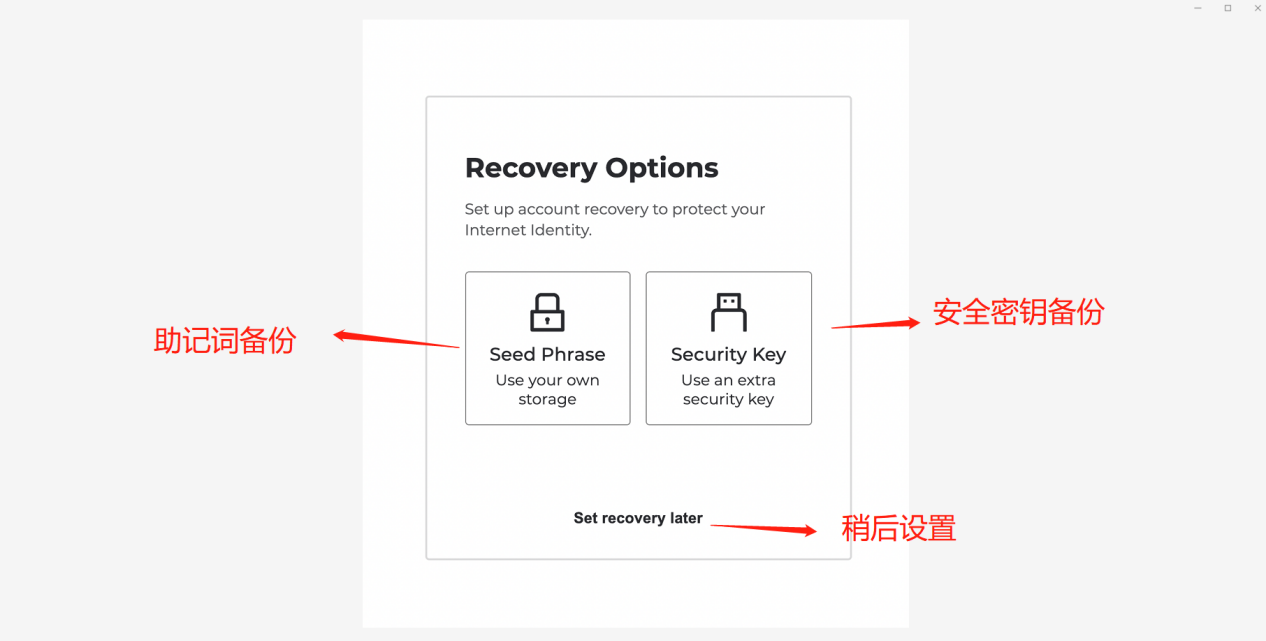 Recovery Options
Set up account recovery to protect your
Internet Identity.
安全密钥备份
助记词备份
Seed Phrase
Use your own
storage
Security Key
Use an extra
security key
Set recovery later
稍后设置